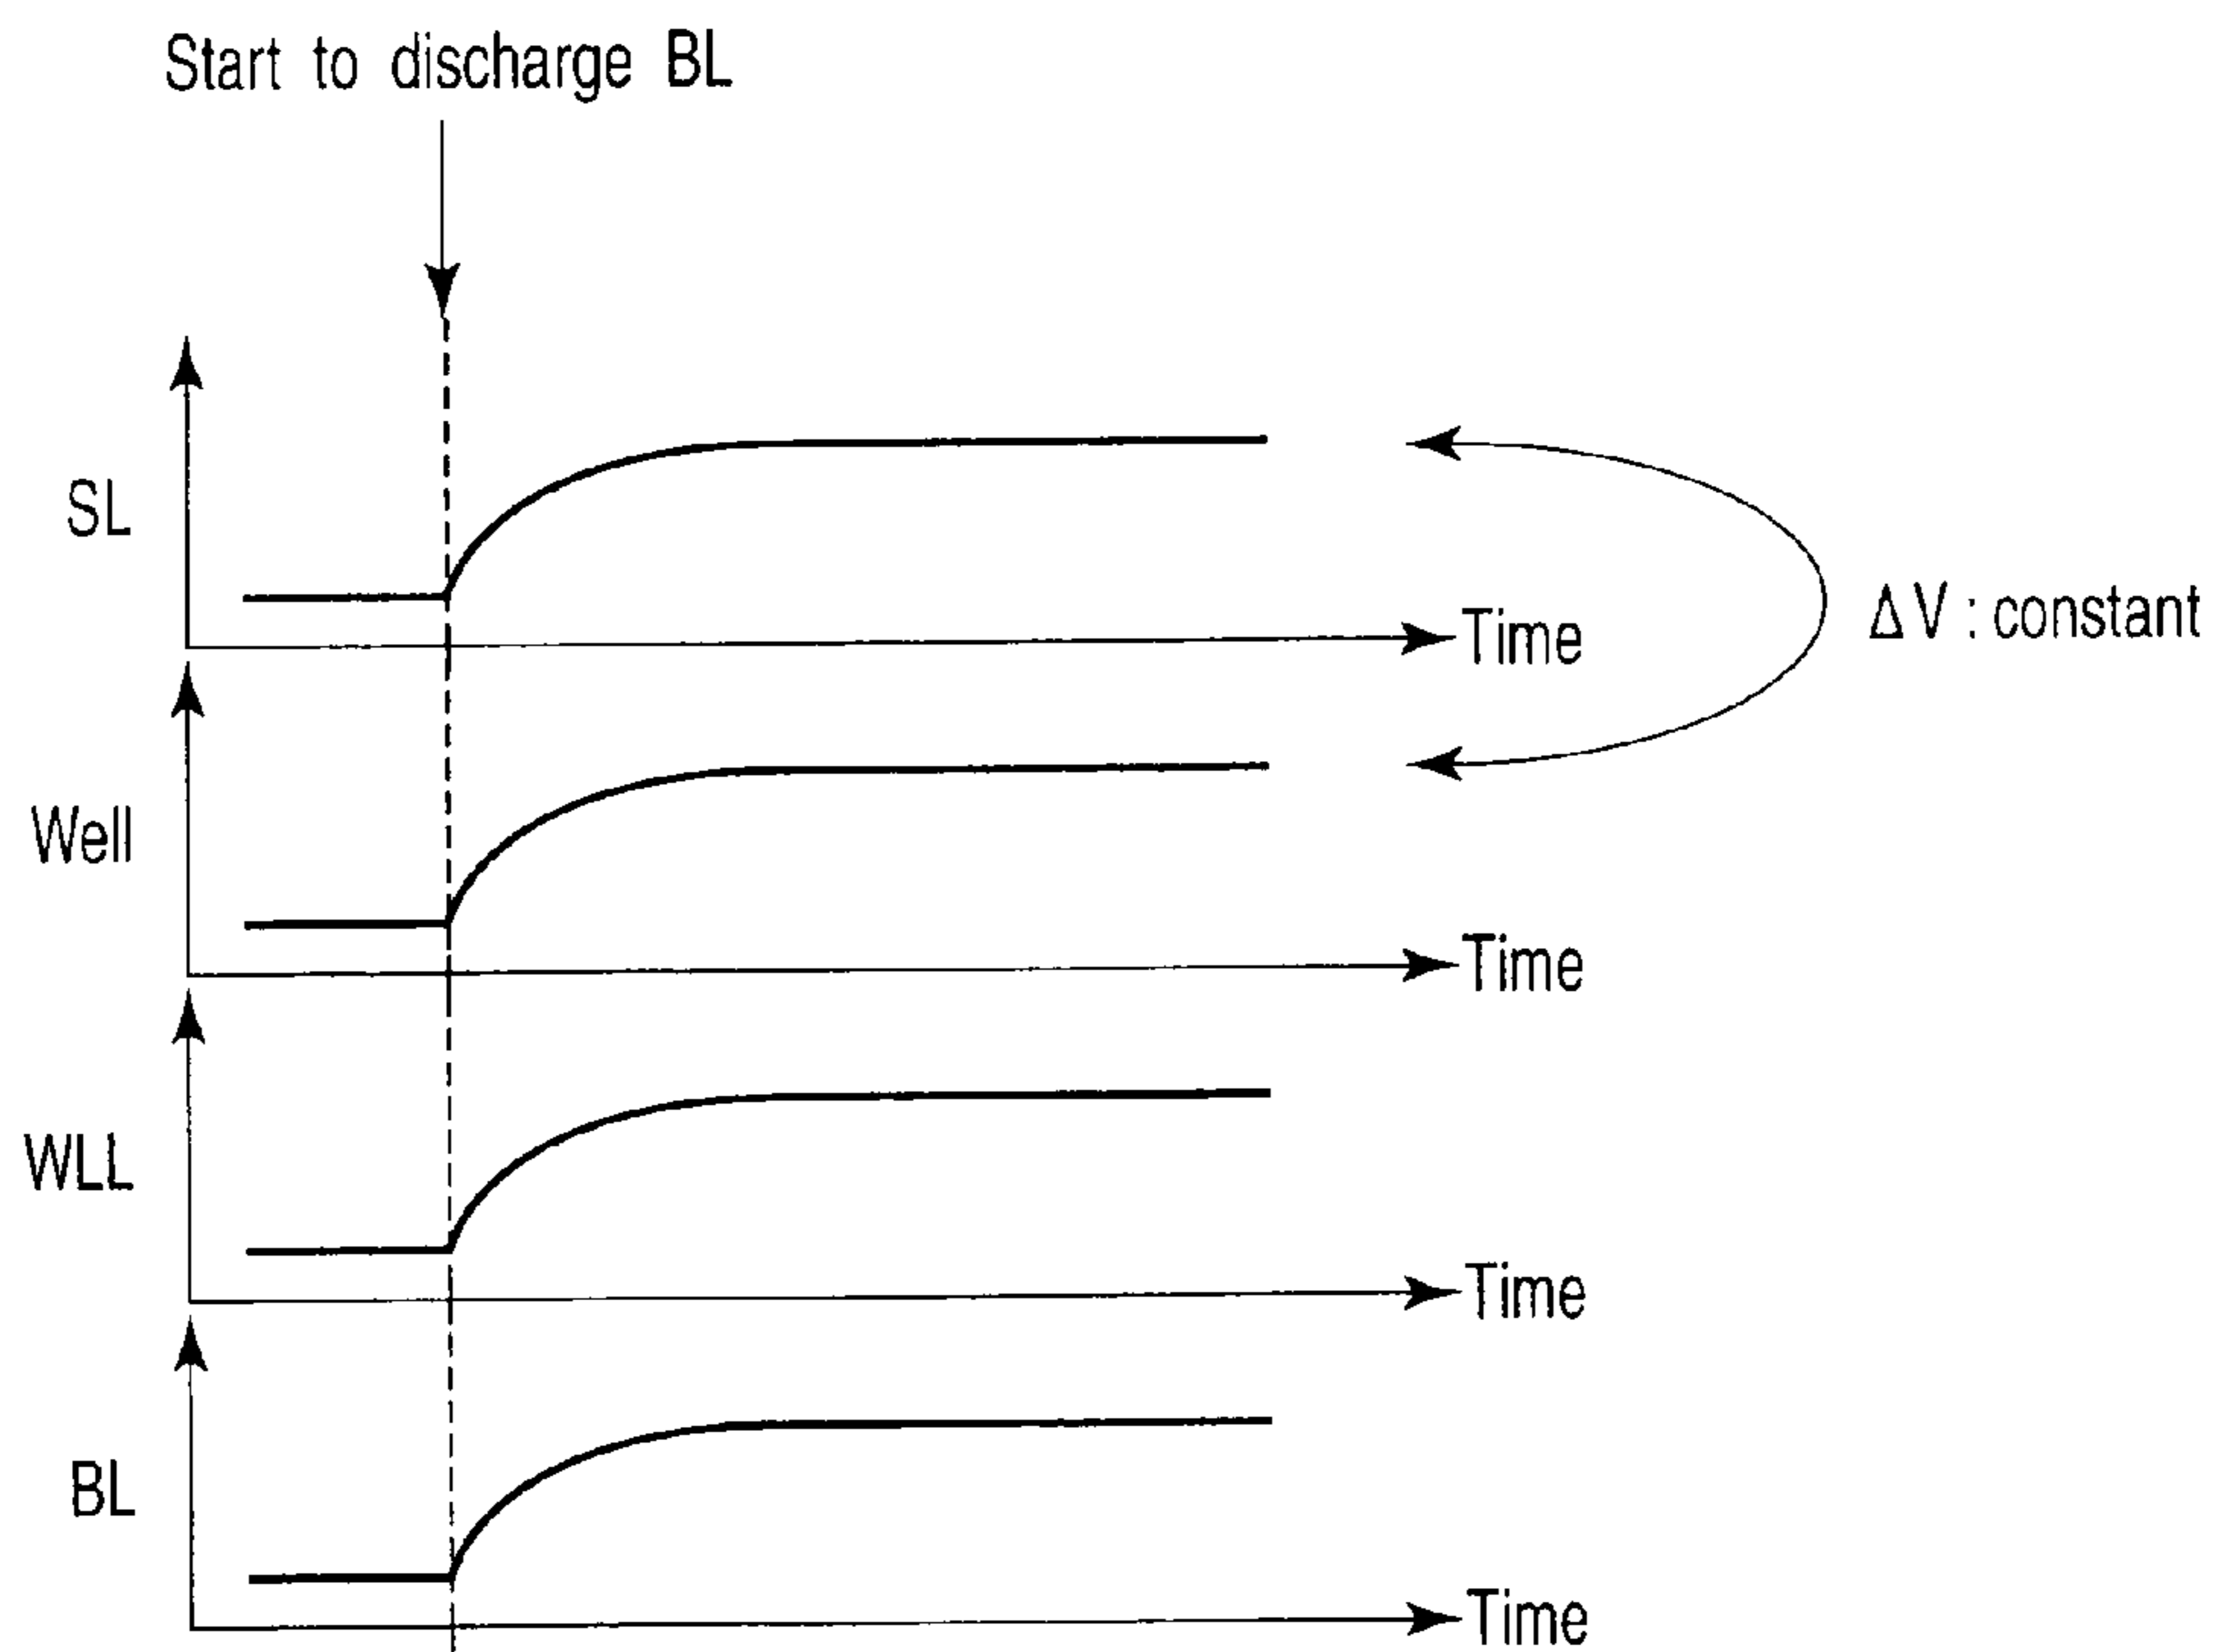 Start to discharge BL
SL
Time
ΔV : constant
Well
Time
WLL
Time
BL
Time